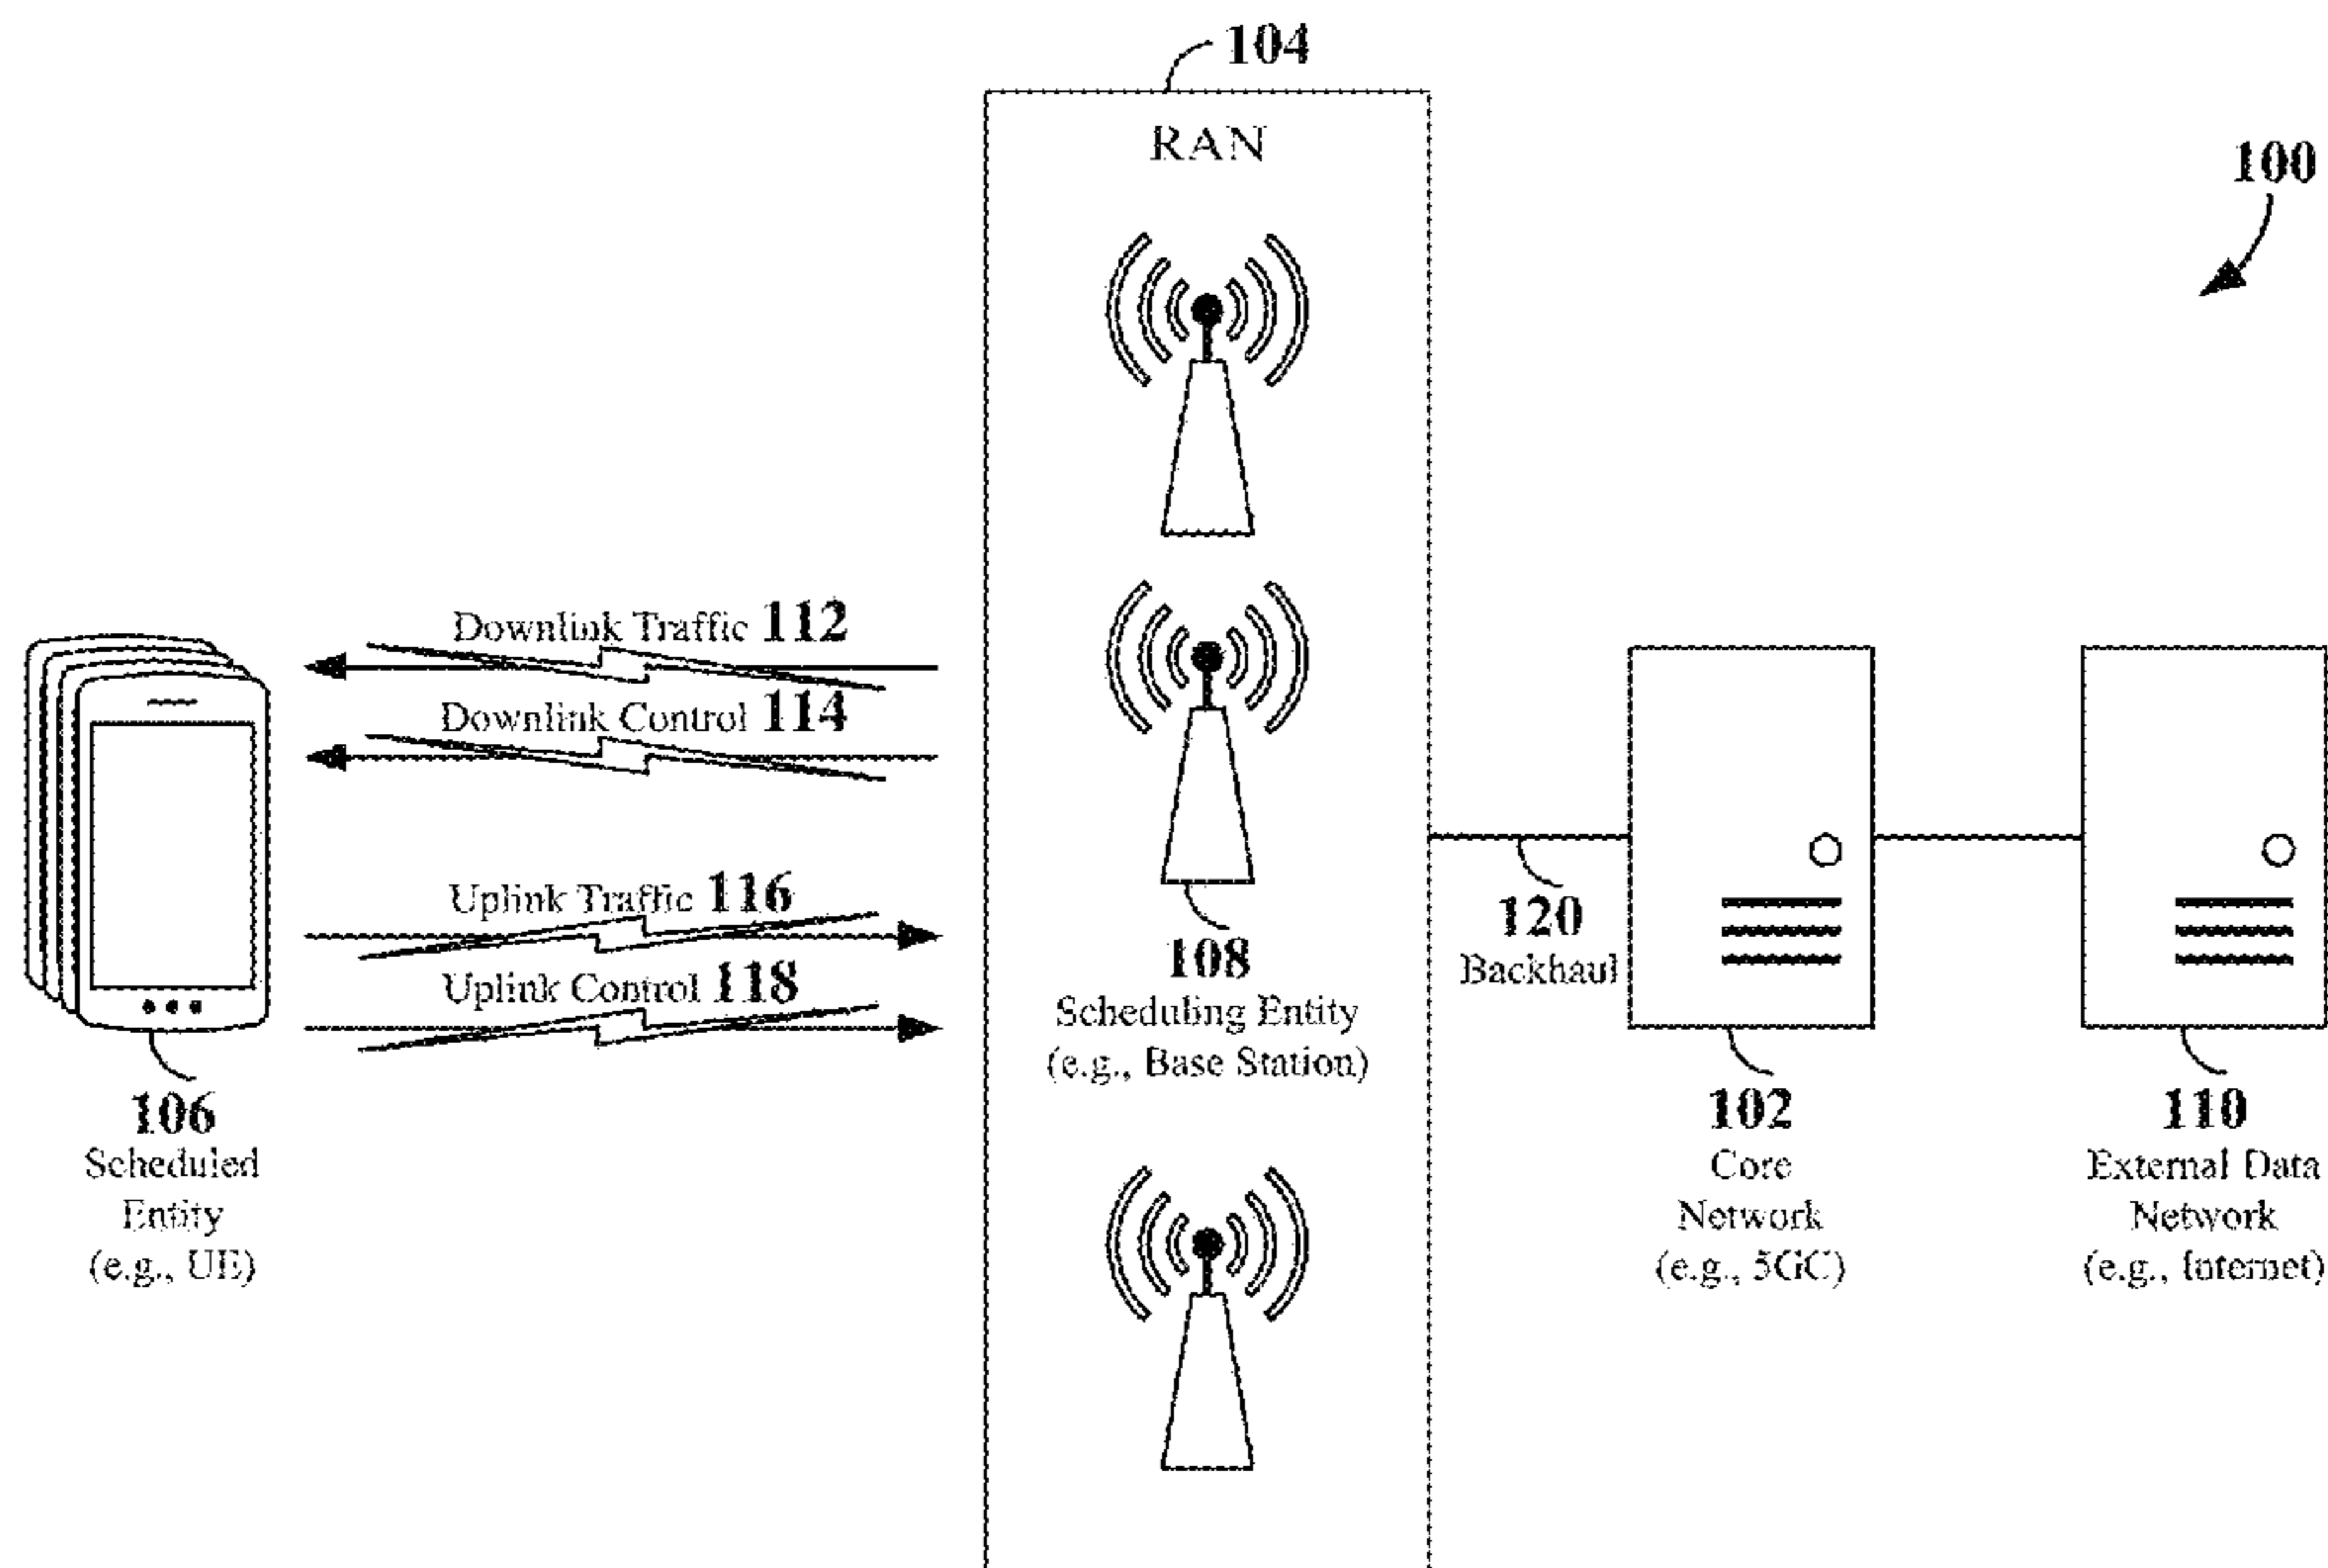 104
RAN
100
Downlink Traffic 112
Downlink Control 114
Uplink Traffic 116
Uplink Control 118
106
Scheduled
Entity
(e.g., UE)
108
Scheduling Entity
(e.g., Base Station)
120
Backhaul
102
Core
Network
(e.g., 5GC)
110
External Data
Network
(e.g., Internet)